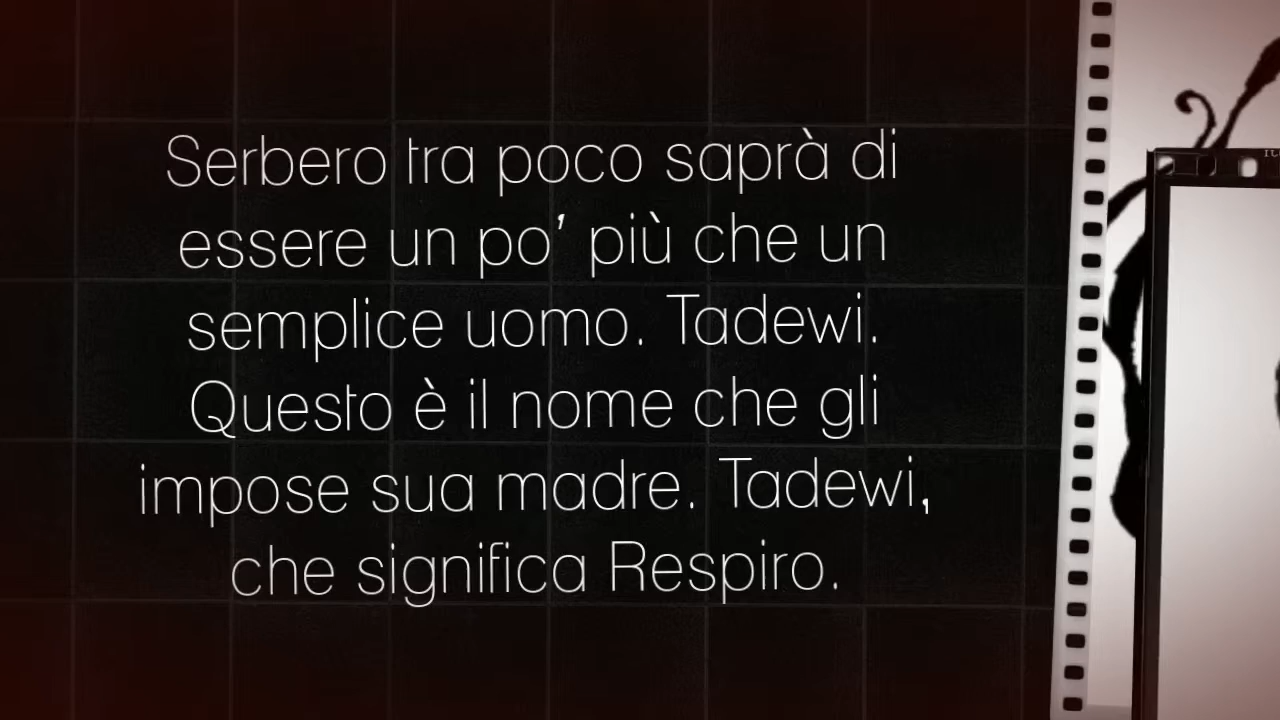 Serbero tra poco saprà di
essere un po’ più che un
semplice uomo. Tadewi.
Questo è il nome che gli
impose sua madre. Tadewi,
che significa Respiro.